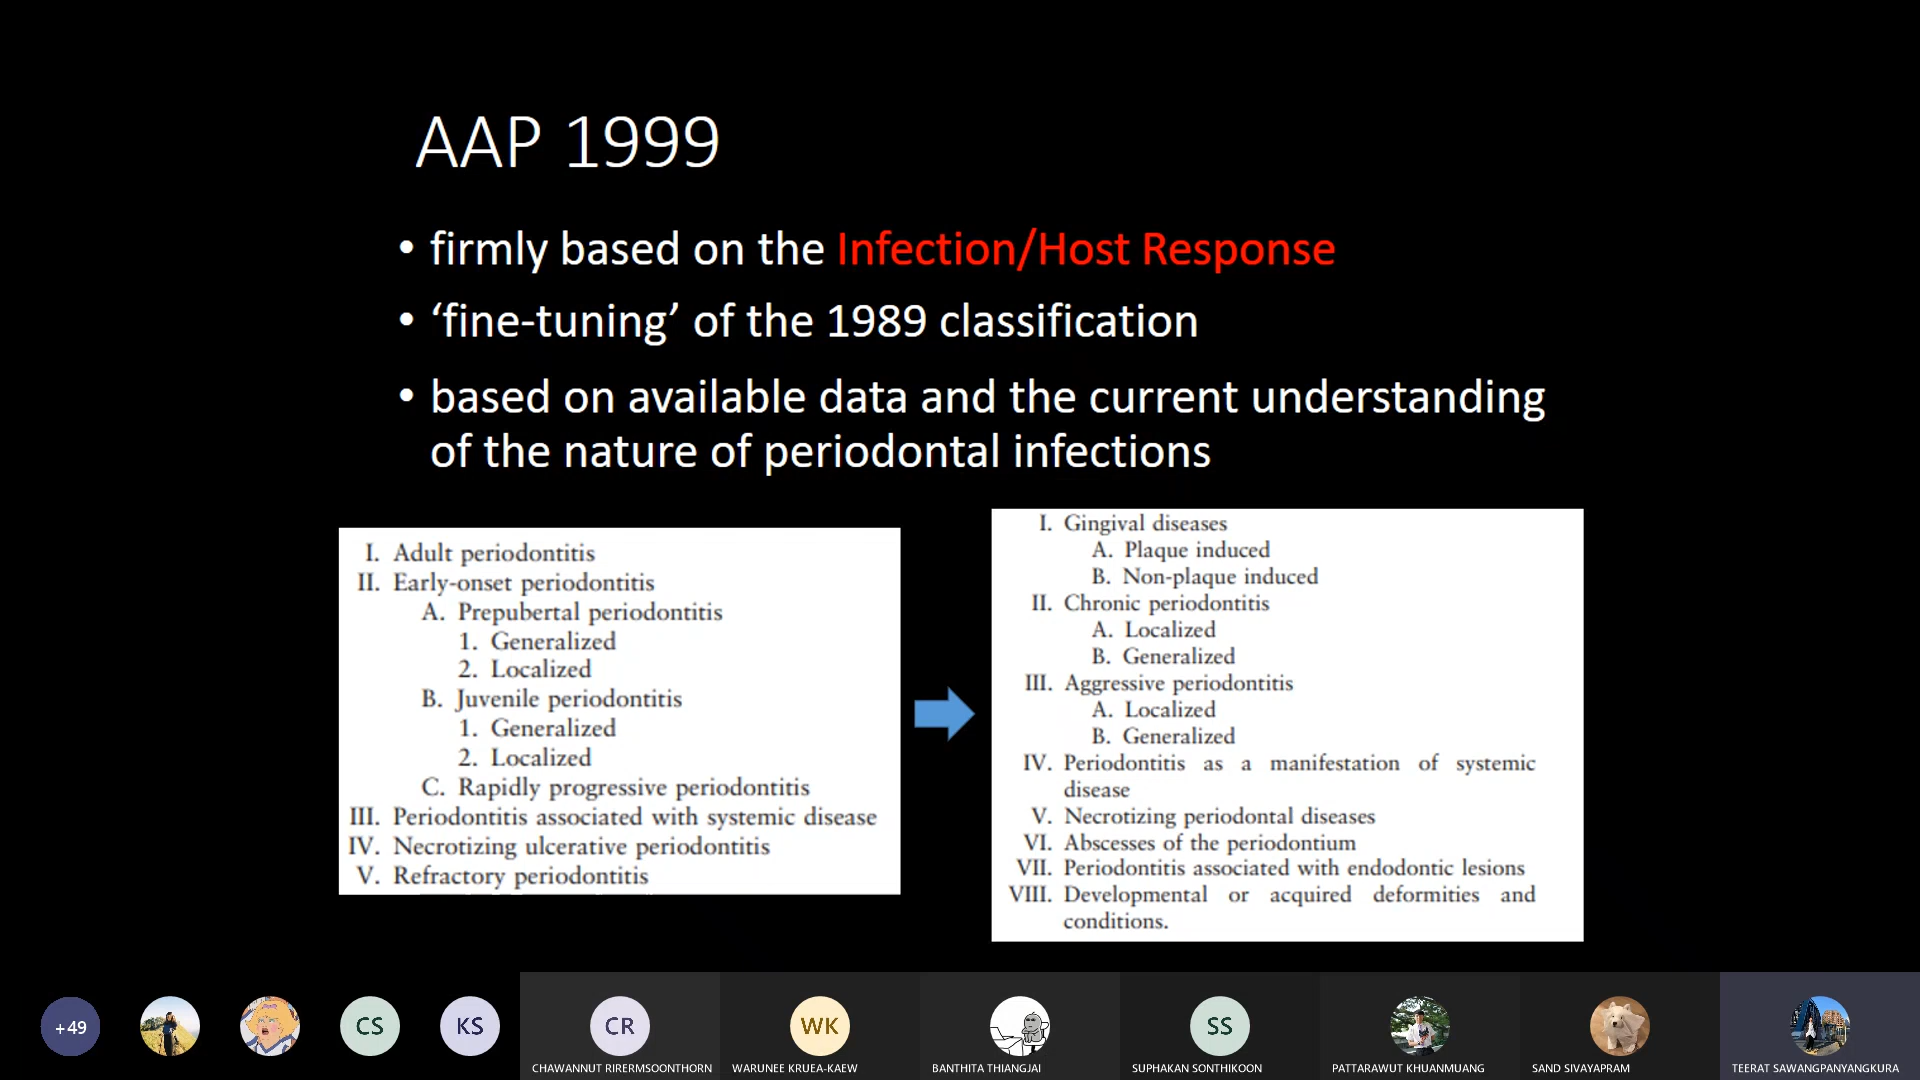 AAP 1999
• firmly based on the Infection/Host Response
• ‘fine-tuning’ of the 1989 classification
• based on available data and the current understanding
of the nature of periodontal infections
I. Adult periodontitis
II. Early-onset periodontitis
A. Prepubertal periodontitis
1. Generalized
2. Localized
B. Juvenile periodontitis
1. Generalized
2. Localized
C. Rapidly progressive periodontitis
III. Periodontitis associated with systemic disease
IV. Necrotizing ulcerative periodontitis
V. Refractory periodontitis
I. Gingival diseases
A. Plaque induced
B. Non-plaque induced
II. Chronic periodontitis
A. Localized
B. Generalized
III. Aggressive periodontitis
A. Localized
B. Generalized
IV. Periodontitis as a manifestation of systemic
disease
V. Necrotizing periodontal diseases
VI. Abscesses of the periodontium
VII. Periodontitis associated with endodontic lesions
VIII. Developmental or acquired deformities and
conditions.
+49
CS
KS
CR
WK
SS
CHAWANNUT RIRERMSOONTHORN
WARUNEE KRUEA-KAEW
BANTHITA THIANGJAI
SUPHAKAN SONTHIKOON
PATTARAWUT KHUANMUANG
SAND SIVAYAPRAM
TEERAT SAWANGPANYANGKURA